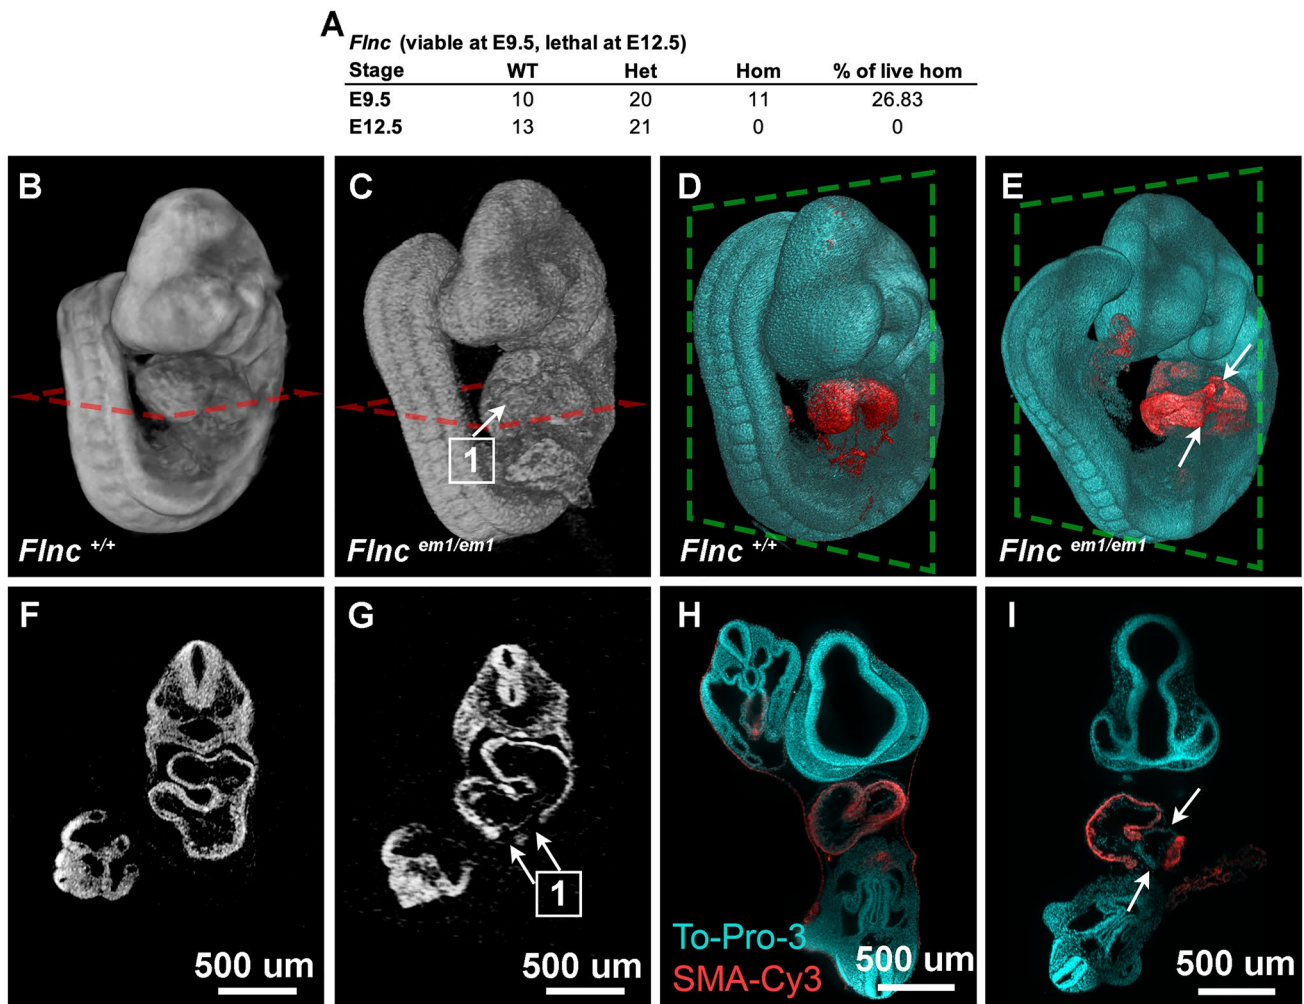 A
Flnc (viable at E9.5, lethal at E12.5)
Stage WT Het Hom % of live hom
E9.5 10 20 11 26.83
E12.5 13 21 0 0
B C D E
1
Flnc +/+ Flnc em1/em1 Flnc +/+ Flnc em1/em1
F G H I
1
To-Pro-3
SMA-Cy3
500 um 500 um 500 um 500 um